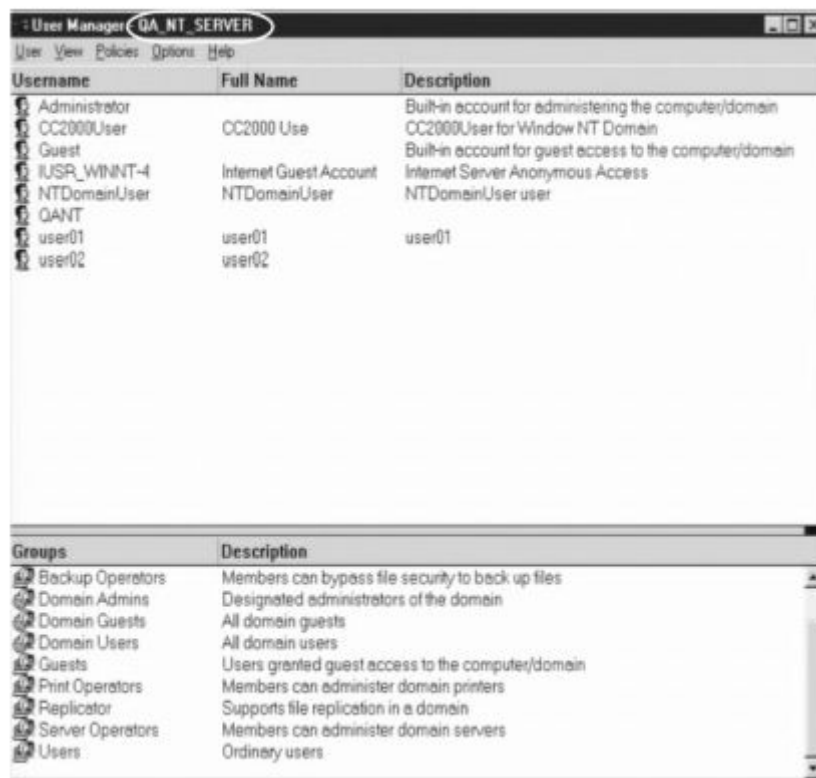 User Manager - QA_NT_SERVER
User View Policies Options Help
Username Full Name Description
Administrator Built-in account for administering the computer/domain
CC2000User CC2000 Use CC2000User for Window NT Domain
Guest Built-in account for guest access to the computer/domain
IUSR_WINNT-4 Internet Guest Account Internet Server Anonymous Access
NTDomainUser NTDomainUser NTDomainUser user
QANT
user01 user01 user01
user02 user02
Groups Description
Backup Operators Members can bypass file security to back up files
Domain Admins Designated administrators of the domain
Domain Guests All domain guests
Domain Users All domain users
Guests Users granted guest access to the computer/domain
Print Operators Members can administer domain printers
Replicator Supports file replication in a domain
Server Operators Members can administer domain servers
Users Ordinary users